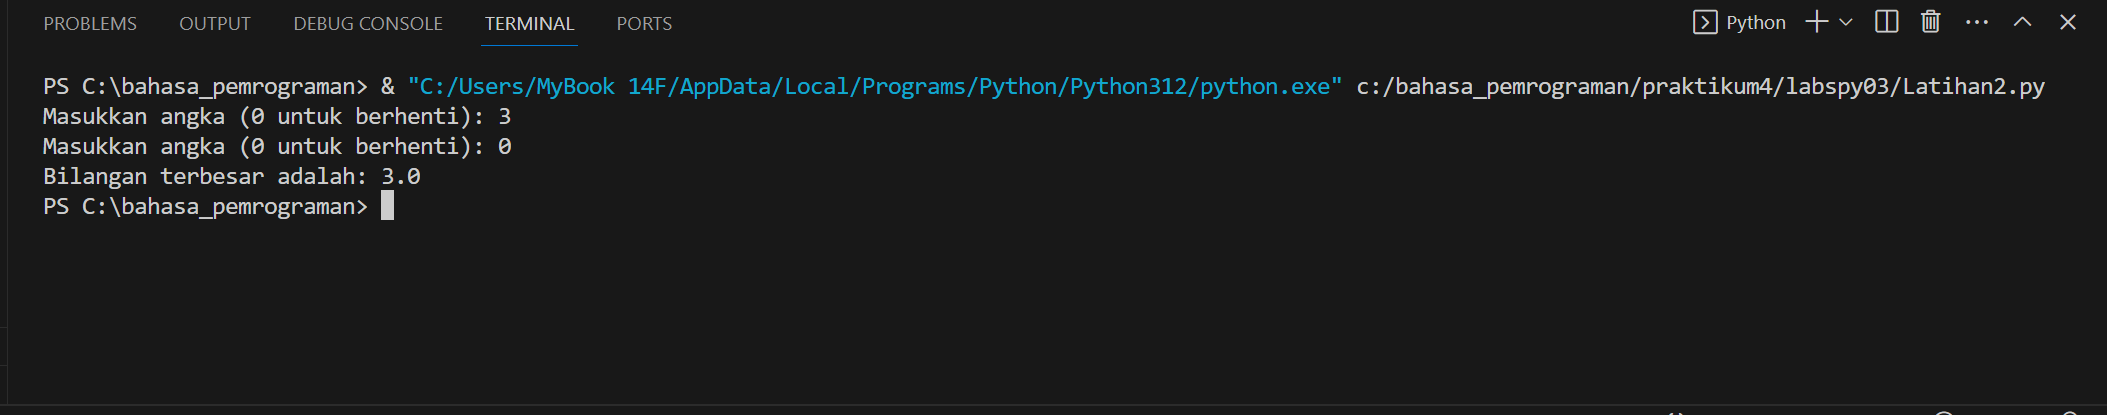 PROBLEMS OUTPUT DEBUG CONSOLE TERMINAL PORTS Python
PS C:\bahasa_pemrograman> & "C:/Users/MyBook 14F/AppData/Local/Programs/Python/Python312/python.exe" c:/bahasa_pemrograman/praktikum4/labspy03/Latihan2.py
Masukkan angka (0 untuk berhenti): 3
Masukkan angka (0 untuk berhenti): 0
Bilangan terbesar adalah: 3.0
PS C:\bahasa_pemrograman>